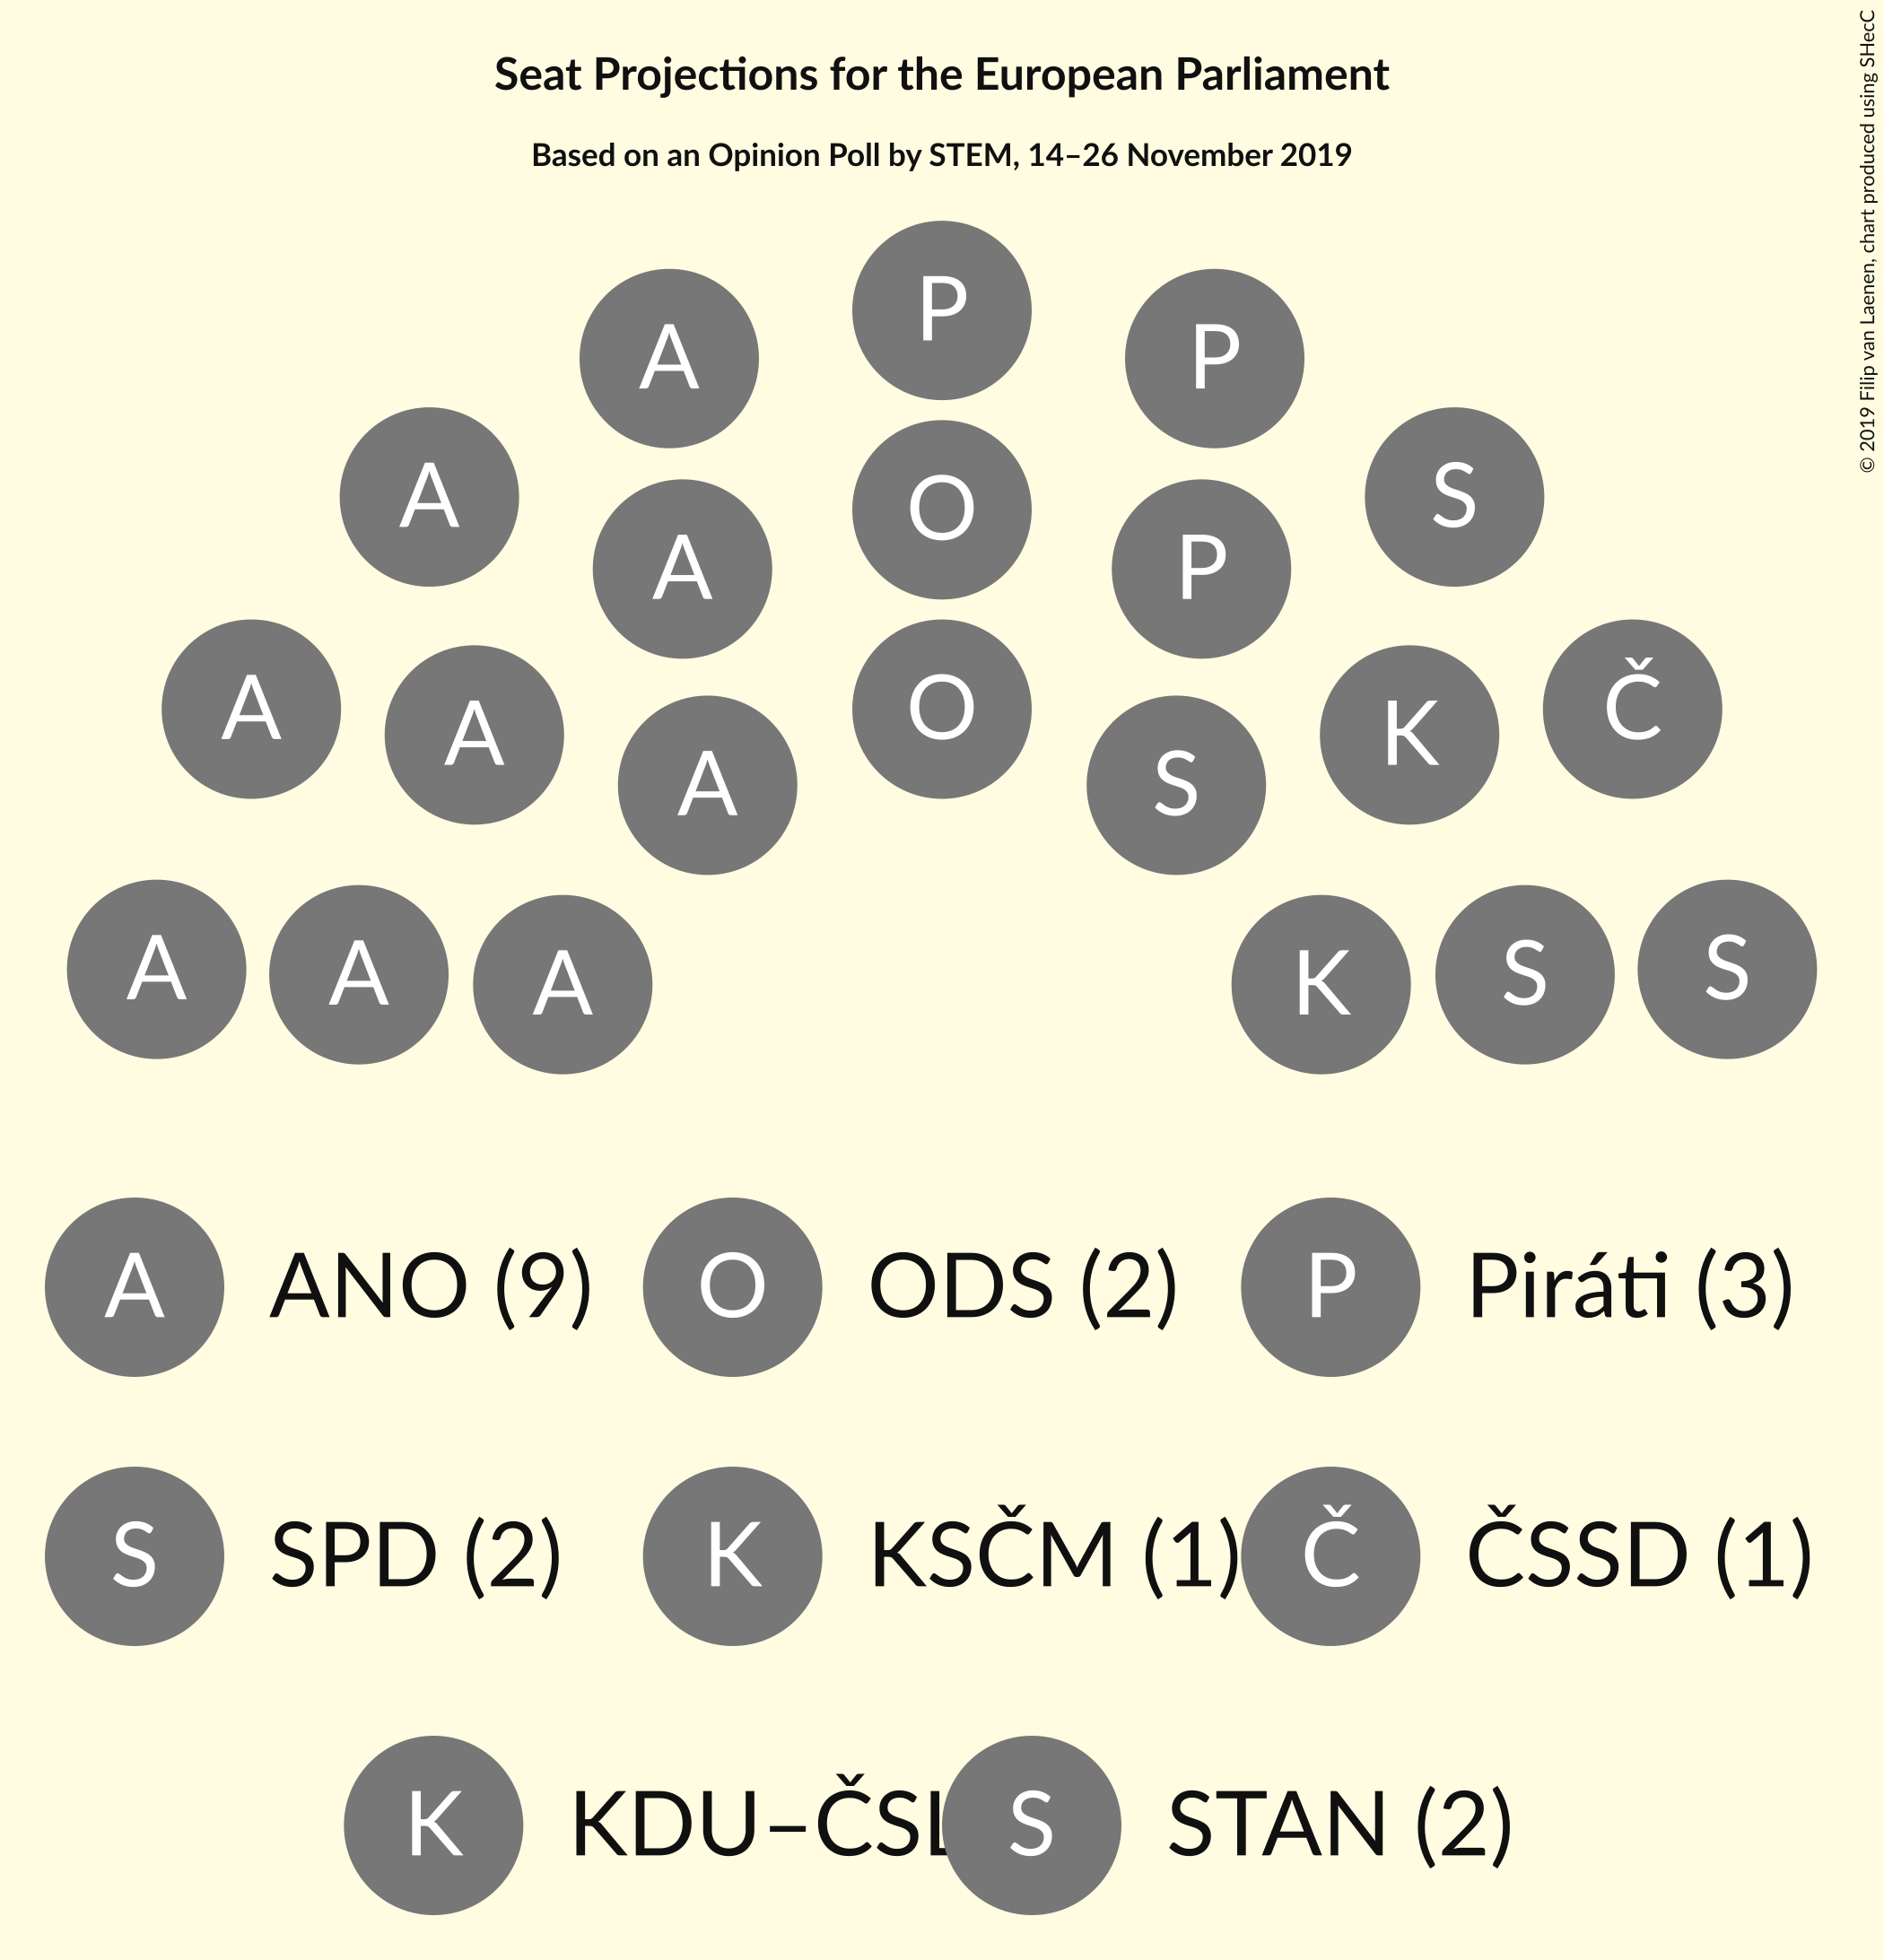 Seat Projections for the European Parliament
Based on an Opinion Poll by STEM, 14–26 November 2019
© 2019 Filip van Laenen, chart produced using SHecC
P
A P
A S
O
A P
A Č
O
A K
A S
A S
A S
A K
A ANO (9) O ODS (2) P Piráti (3)
S SPD (2) K KSČM (1) Č ČSSD (1)
K KDU–ČSL S STAN (2)